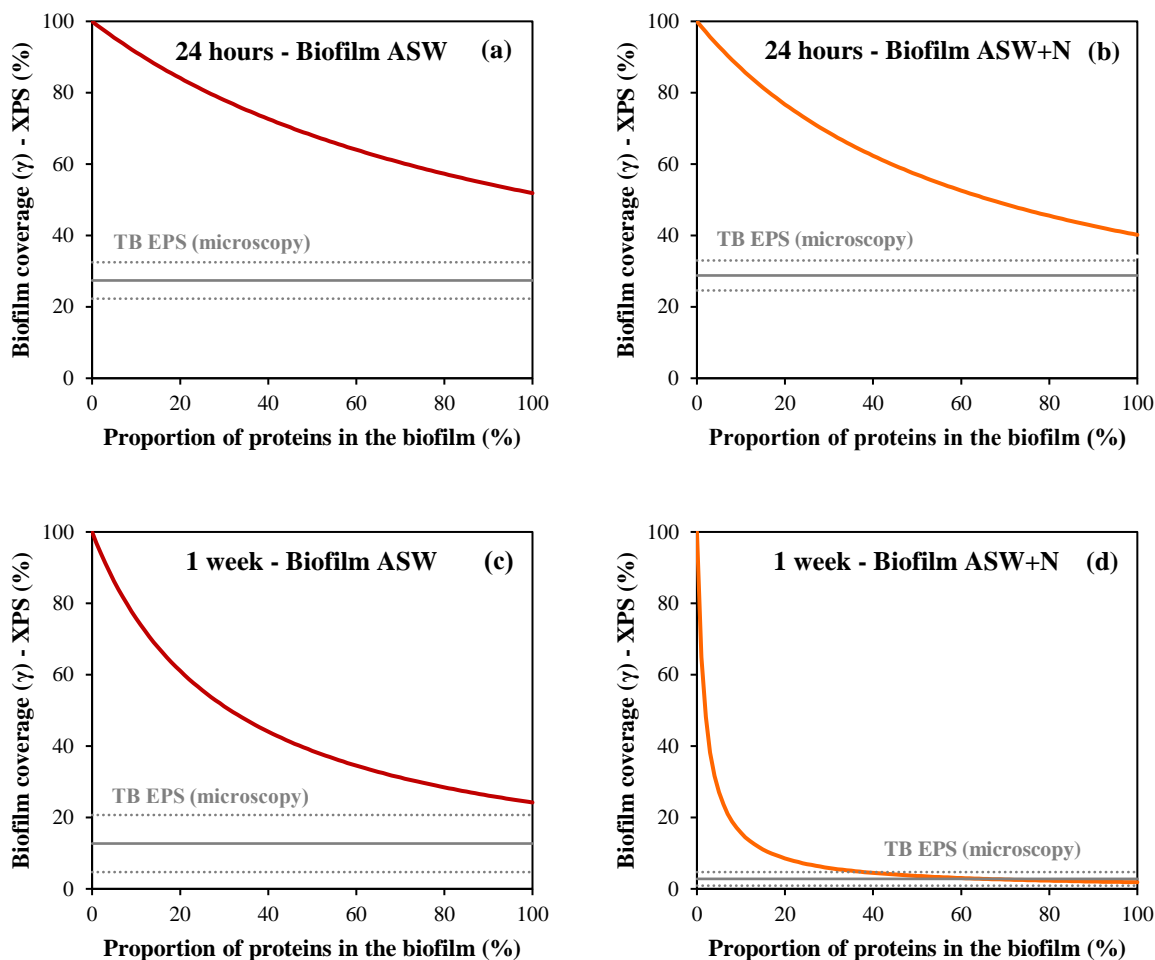 24 hours - Biofilm ASW (a)
Biofilm coverage (γ) - XPS (%)
100
80
60
40
20
0
TB EPS (microscopy)
0 20 40 60 80 100
Proportion of proteins in the biofilm (%)
24 hours - Biofilm ASW+N (b)
Biofilm coverage (γ) - XPS (%)
100
80
60
40
20
0
TB EPS (microscopy)
0 20 40 60 80 100
Proportion of proteins in the biofilm (%)
1 week - Biofilm ASW (c)
Biofilm coverage (γ) - XPS (%)
100
80
60
40
20
0
TB EPS (microscopy)
0 20 40 60 80 100
Proportion of proteins in the biofilm (%)
1 week - Biofilm ASW+N (d)
Biofilm coverage (γ) - XPS (%)
100
80
60
40
20
0
TB EPS (microscopy)
0 20 40 60 80 100
Proportion of proteins in the biofilm (%)